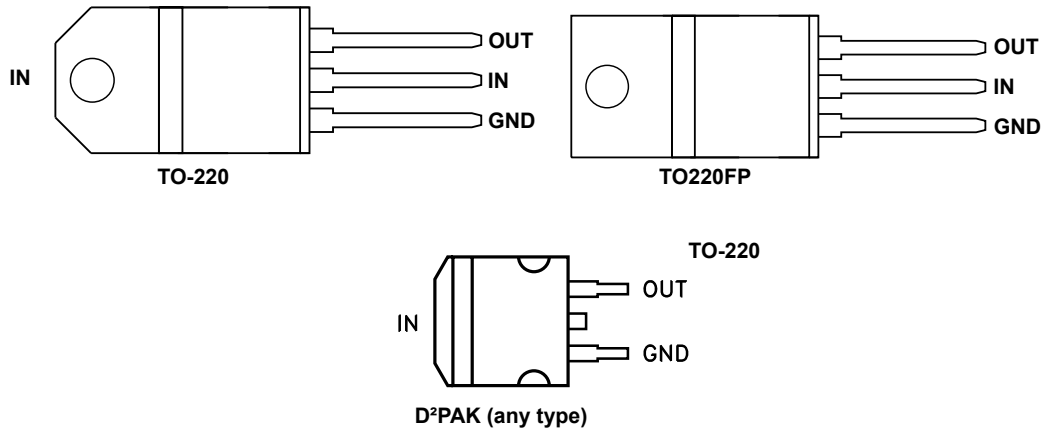 OUT
IN
IN
GND
TO-220
OUT
IN
GND
TO220FP
TO-220
OUT
IN
GND
D²PAK (any type)